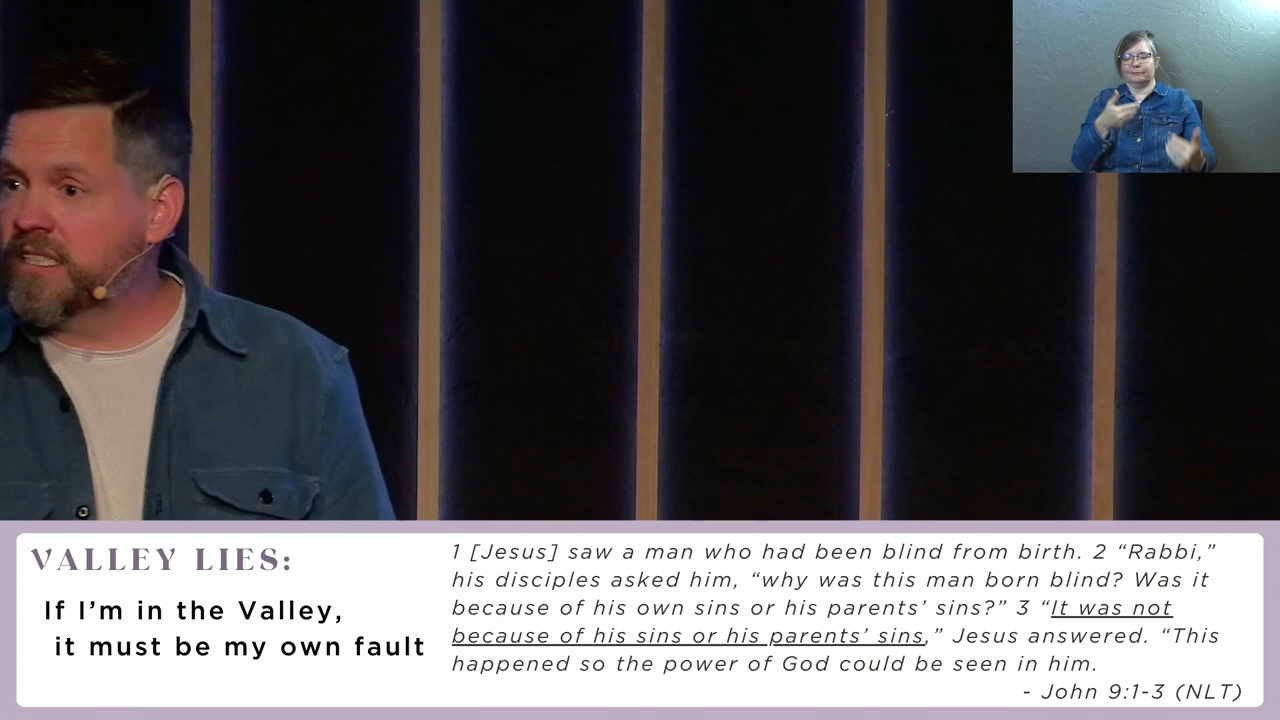 VALLEY LIES:
If I'm in the Valley,
it must be my own fault
1 [Jesus] saw a man who had been blind from birth. 2 “Rabbi,”
his disciples asked him, “why was this man born blind? Was it
because of his own sins or his parents’ sins?” 3 “It was not
because of his sins or his parents’ sins,” Jesus answered. “This
happened so the power of God could be seen in him.
- John 9:1-3 (NLT)